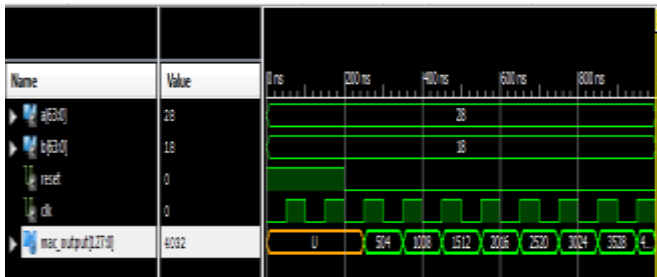 Name Value 0 ns 200 ns 400 ns 600 ns 800 ns
a[63:0] 28 28
b[63:0] 18 18
reset 0
clk 0
mac_output[127:0] 4032 U 504 1008 1512 2016 2520 3024 3528 4...